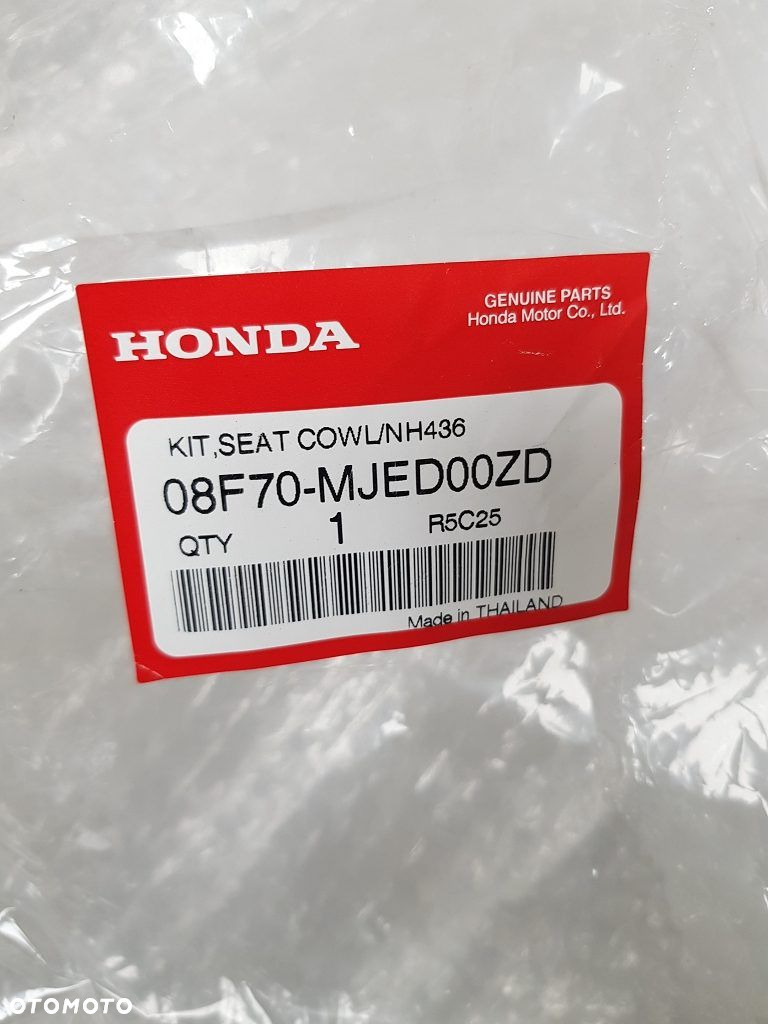 GENUINE PARTS
Honda Motor Co., Ltd.
HONDA
KIT,SEAT COWL/NH436
08F70-MJED00ZD
QTY 1 R5C25
Made in THAILAND
OTOMOTO